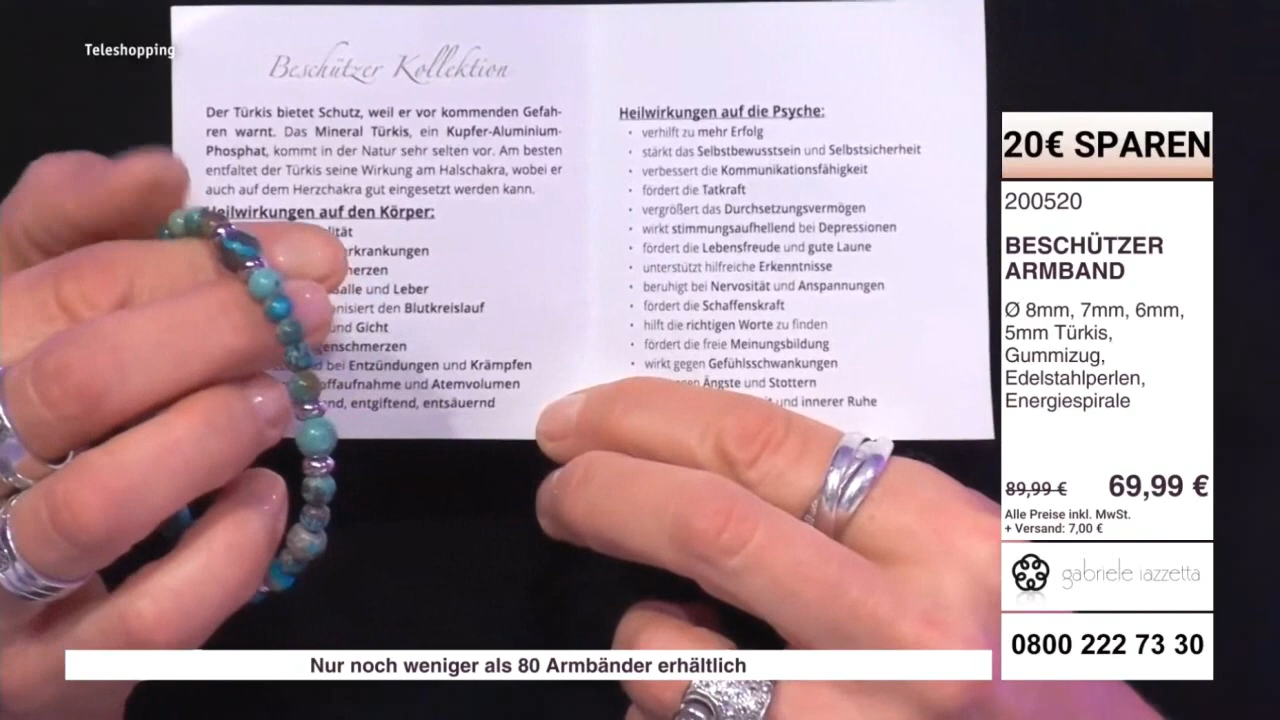 Teleshopping
Beschützer Kollektion
Der Türkis bietet Schutz, weil er vor kommenden Gefah-
ren warnt. Das Mineral Türkis, ein Kupfer-Aluminium-
Phosphat, kommt in der Natur sehr selten vor. Am besten
entfaltet der Türkis seine Wirkung am Halschakra, wobei er
auch auf dem Herzchakra gut eingesetzt werden kann.
Heilwirkungen auf den Körper:
und Leber
den Blutkreislauf
und Gicht
bei Entzündungen und Krämpfen
und Atemvolumen
entgiftend, entsäuernd
Heilwirkungen auf die Psyche:
• verhilft zu mehr Erfolg
• stärkt das Selbstbewusstsein und Selbstsicherheit
• verbessert die Kommunikationsfähigkeit
• fördert die Tatkraft
• vergrößert das Durchsetzungsvermögen
• wirkt stimmungsaufhellend bei Depressionen
• fördert die Lebensfreude und gute Laune
• unterstützt hilfreiche Erkenntnisse
• beruhigt bei Nervosität und Anspannungen
• fördert die Schaffenskraft
• hilft die richtigen Worte zu finden
• fördert die freie Meinungsbildung
• wirkt gegen Gefühlsschwankungen
Ängste und Stottern
und innerer Ruhe
20€ SPAREN
200520
BESCHÜTZER
ARMBAND
Ø 8mm, 7mm, 6mm,
5mm Türkis,
Gummizug,
Edelstahlperlen,
Energiespirale
89,99 € 69,99 €
Alle Preise inkl. MwSt.
+ Versand: 7,00 €
gabriele iazzetta
0800 222 73 30
Nur noch weniger als 80 Armbänder erhältlich